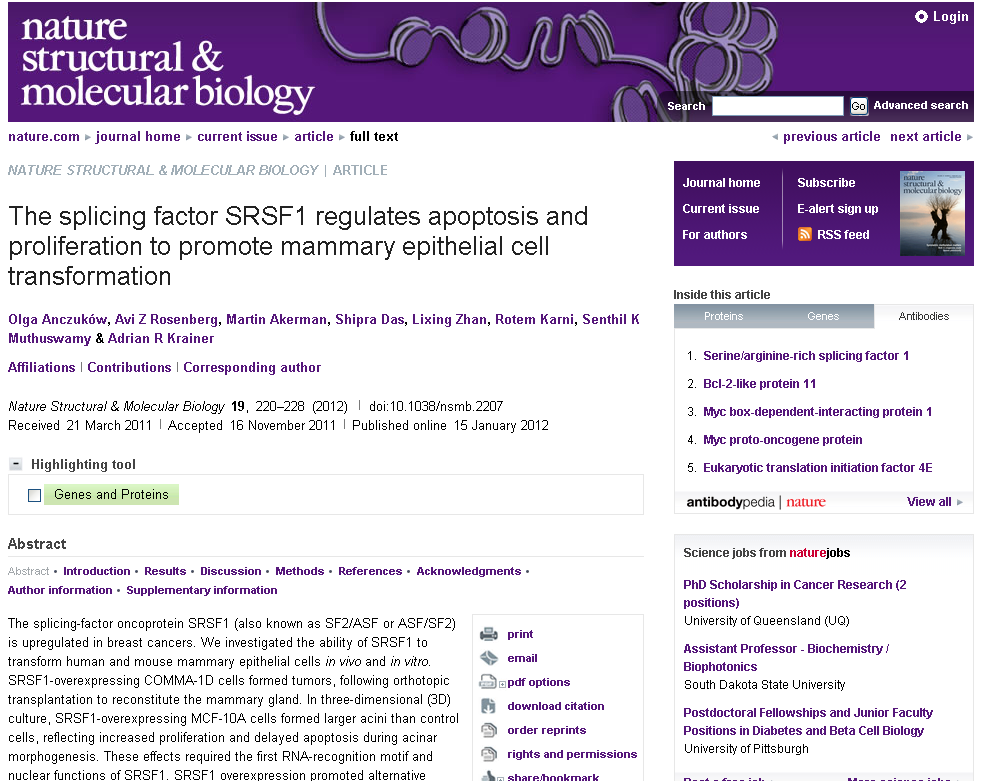 nature
structural &
molecular biology
Login
Search Go Advanced search
nature.com ▸ journal home ▸ current issue ▸ article ▸ full text
◂ previous article next article ▸
NATURE STRUCTURAL & MOLECULAR BIOLOGY | ARTICLE
The splicing factor SRSF1 regulates apoptosis and
proliferation to promote mammary epithelial cell
transformation
Olga Anczuków, Avi Z Rosenberg, Martin Akerman, Shipra Das, Lixing Zhan, Rotem Karni, Senthil K
Muthuswamy & Adrian R Krainer
Affiliations | Contributions | Corresponding author
Nature Structural & Molecular Biology 19, 220–228 (2012) | doi:10.1038/nsmb.2207
Received 21 March 2011 | Accepted 16 November 2011 | Published online 15 January 2012
Highlighting tool
Genes and Proteins
Abstract
Abstract • Introduction • Results • Discussion • Methods • References • Acknowledgments •
Author information • Supplementary information
The splicing-factor oncoprotein SRSF1 (also known as SF2/ASF or ASF/SF2)
is upregulated in breast cancers. We investigated the ability of SRSF1 to
transform human and mouse mammary epithelial cells in vivo and in vitro.
SRSF1-overexpressing COMMA-1D cells formed tumors, following orthotopic
transplantation to reconstitute the mammary gland. In three-dimensional (3D)
culture, SRSF1-overexpressing MCF-10A cells formed larger acini than control
cells, reflecting increased proliferation and delayed apoptosis during acinar
morphogenesis. These effects required the first RNA-recognition motif and
nuclear functions of SRSF1. SRSF1 overexpression promoted alternative
print
email
pdf options
download citation
order reprints
rights and permissions
share/bookmark
Journal home
Current issue
For authors
Subscribe
E-alert sign up
RSS feed
nature
structural &
molecular biology
Inside this article
Proteins Genes Antibodies
1. Serine/arginine-rich splicing factor 1
2. Bcl-2-like protein 11
3. Myc box-dependent-interacting protein 1
4. Myc proto-oncogene protein
5. Eukaryotic translation initiation factor 4E
antibodypedia | nature View all ▸
Science jobs from naturejobs
PhD Scholarship in Cancer Research (2
positions)
University of Queensland (UQ)
Assistant Professor - Biochemistry /
Biophotonics
South Dakota State University
Postdoctoral Fellowships and Junior Faculty
Positions in Diabetes and Beta Cell Biology
University of Pittsburgh
Post a free job More science jobs